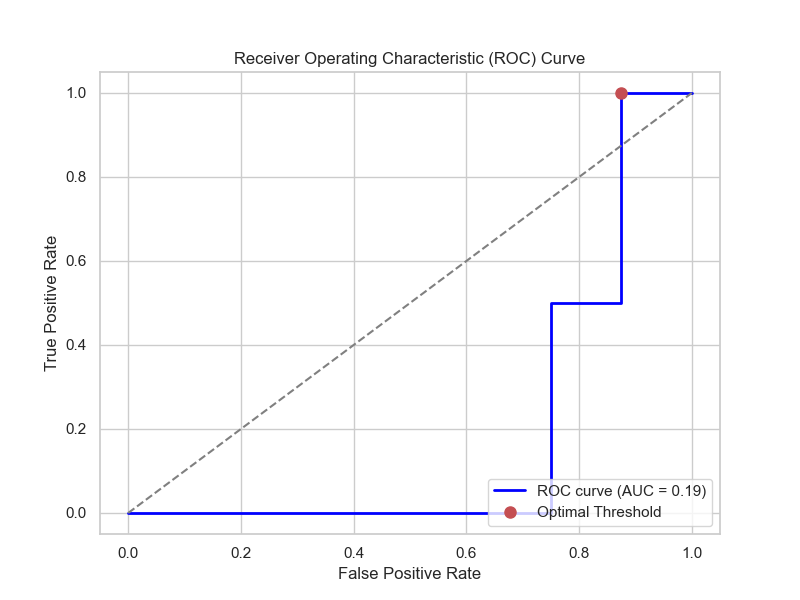 Receiver Operating Characteristic (ROC) Curve
True Positive Rate
1.0
0.8
0.6
0.4
0.2
0.0
ROC curve (AUC = 0.19)
Optimal Threshold
0.0 0.2 0.4 0.6 0.8 1.0
False Positive Rate